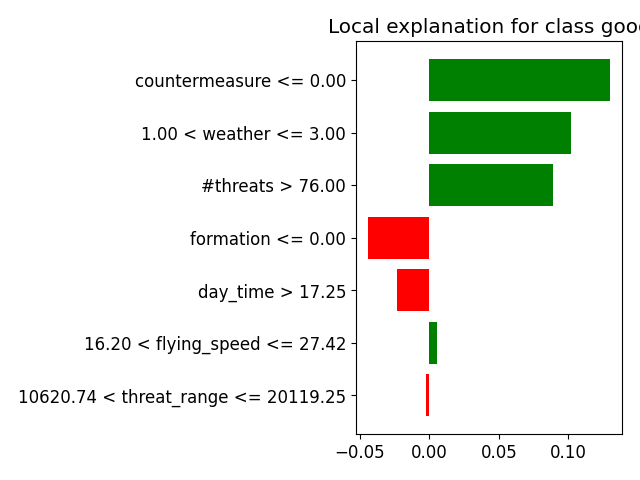 Local explanation for class good
countermeasure <= 0.00
1.00 < weather <= 3.00
#threats > 76.00
formation <= 0.00
day_time > 17.25
16.20 < flying_speed <= 27.42
10620.74 < threat_range <= 20119.25
−0.05 0.00 0.05 0.10